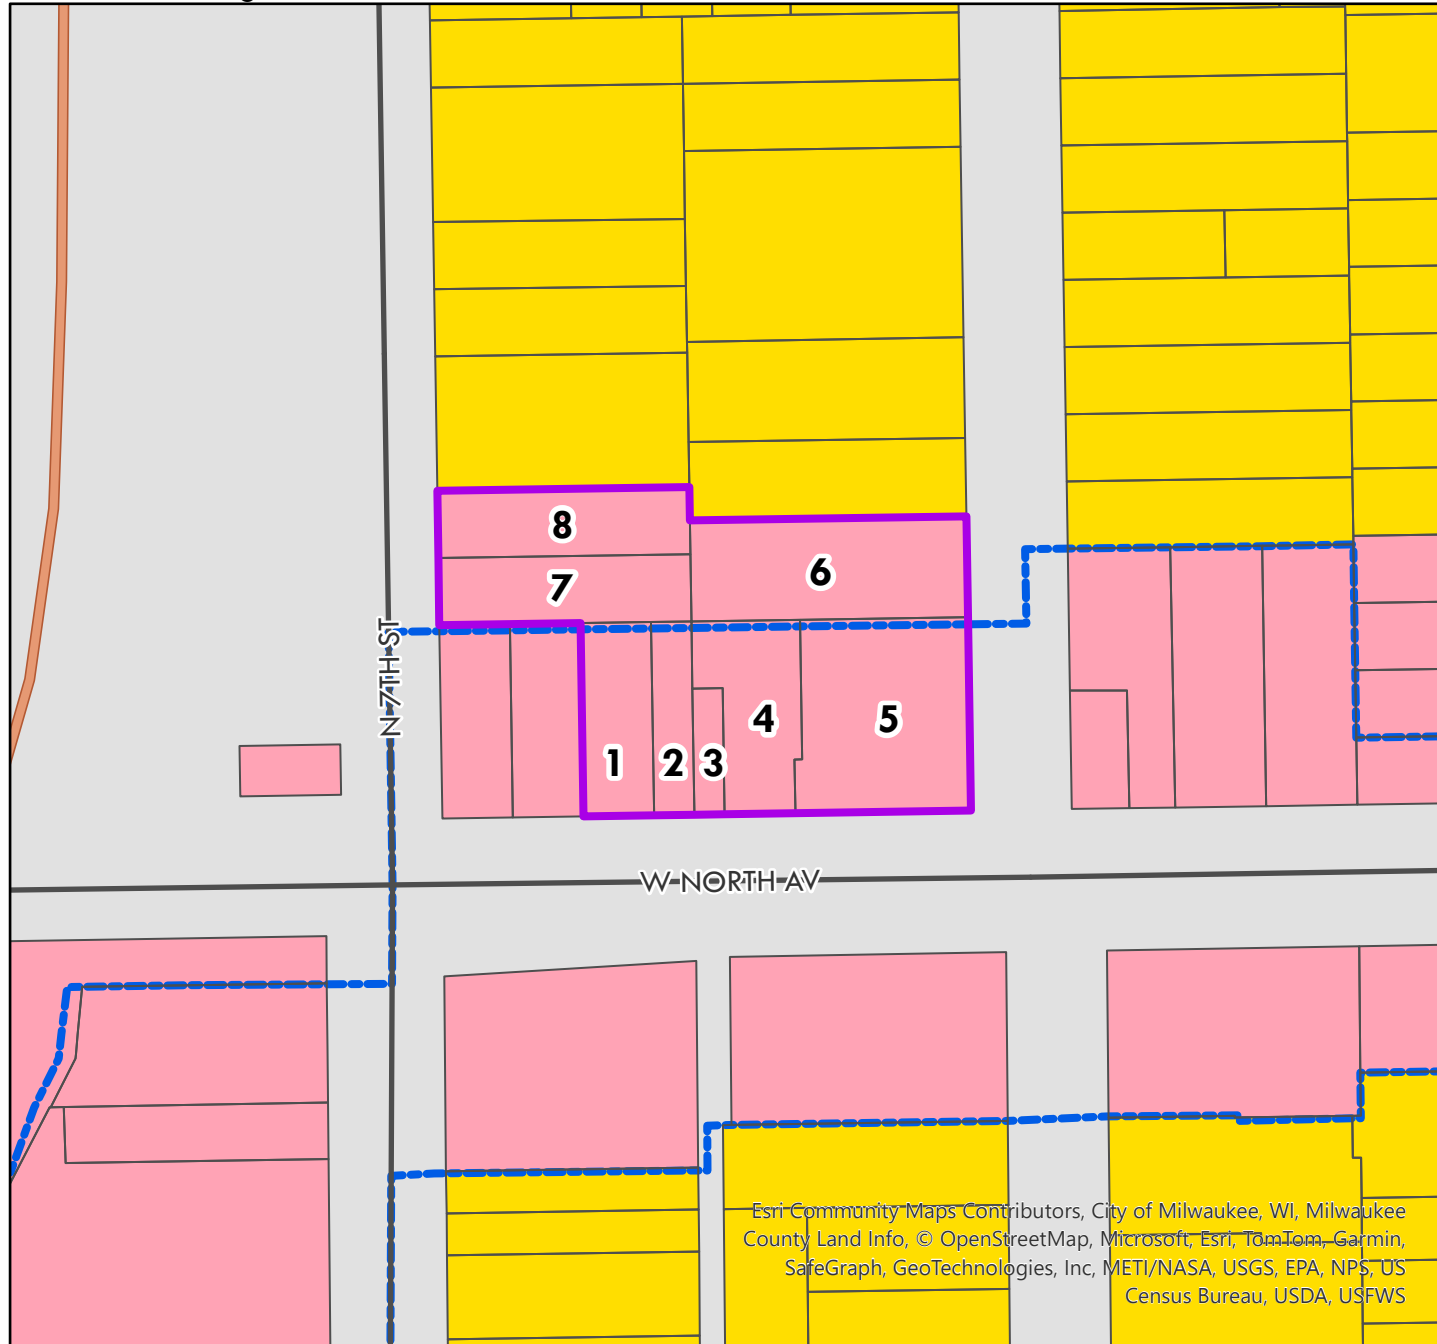 8
7
6
4
5
1
2
3
N 7TH ST
W NORTH AV
Esri Community Maps Contributors, City of Milwaukee, WI, Milwaukee
County Land Info, © OpenStreetMap, Microsoft, Esri, TomTom, Garmin,
SafeGraph, GeoTechnologies, Inc, METI/NASA, USGS, EPA, NPS, US
Census Bureau, USDA, USFWS